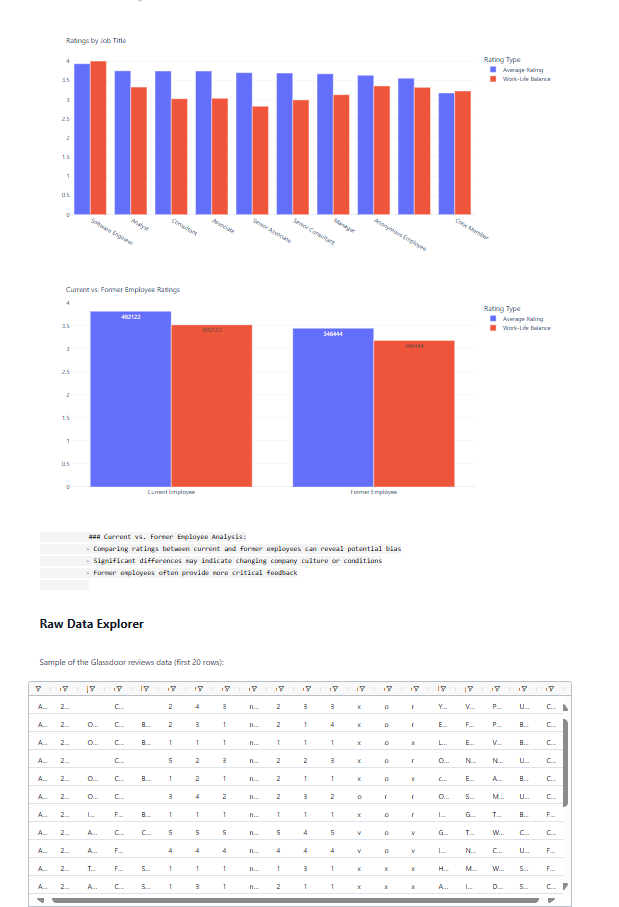 Ratings by Job Title
Rating Type
Average Rating
Work-Life Balance
4
3.5
3
2.5
2
1.5
1
0.5
0
Software Engineer
Analyst
Consultant
Associate
Senior Associate
Senior Consultant
Manager
Anonymous Employee
Crew Member
Current vs. Former Employee Ratings
Rating Type
Average Rating
Work-Life Balance
4
3.5
3
2.5
2
1.5
1
0.5
0
492122
492122
346444
346444
Current Employee
Former Employee
### Current vs. Former Employee Analysis:
- Comparing ratings between current and former employees can reveal potential bias
- Significant differences may indicate changing company culture or conditions
- Former employees often provide more critical feedback
Raw Data Explorer
Sample of the Glassdoor reviews data (first 20 rows):
A... 2... C... 2 4 3 n... 2 3 3 x o r Y... V... P... U... C...
A... 2... O... C... B... 2 3 1 n... 2 1 4 x o r E... F... P... B... C...
A... 2... O... C... B... 1 1 1 n... 1 1 1 x o x L... E... V... B... C...
A... 2... C... 5 2 3 n... 2 2 3 x o r O... N... N... U... C...
A... 2... O... C... B... 1 2 1 n... 2 1 1 x o x c... E... A... B... C...
A... 2... O... C... 3 4 2 n... 2 3 2 o r r O... S... M... U... C...
A... 2... I... F... B... 1 1 1 n... 1 1 1 x o r I... G... T... B... F...
A... 2... A... C... C... 5 5 5 n... 5 4 5 v o v G... T... W... C... C...
A... 2... A... F... 4 4 4 n... 4 4 4 v o v I... N... C... U... F...
A... 2... T... F... S... 1 1 1 n... 1 3 1 x x x H... M... W... S... F...
A... 2... A... C... S... 1 3 1 n... 2 1 1 x x x A... I... D... S... C...